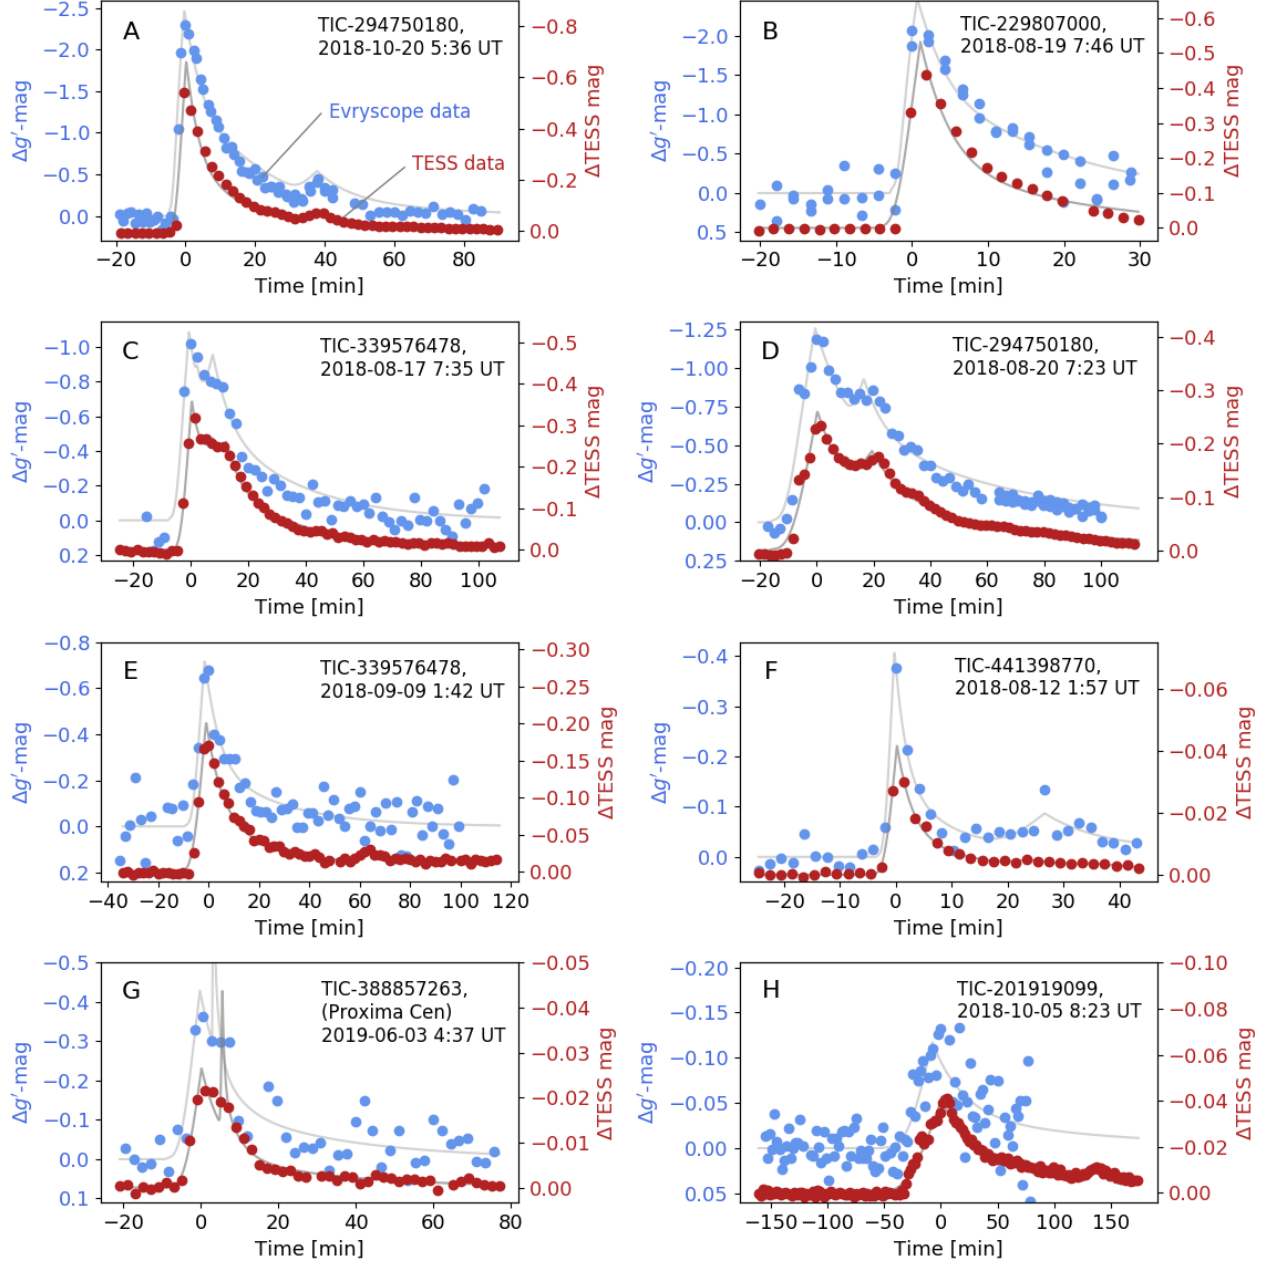 A
TIC-294750180,
2018-10-20 5:36 UT
Evryscope data
TESS data
−2.5
−2.0
−1.5
−1.0
−0.5
0.0
Δg′-mag
−0.8
−0.6
−0.4
−0.2
0.0
ΔTESS mag
−20 0 20 40 60 80
Time [min]
B
TIC-229807000,
2018-08-19 7:46 UT
−2.0
−1.5
−1.0
−0.5
0.0
0.5
Δg′-mag
−0.6
−0.5
−0.4
−0.3
−0.2
−0.1
0.0
ΔTESS mag
−20 −10 0 10 20 30
Time [min]
C
TIC-339576478,
2018-08-17 7:35 UT
−1.0
−0.8
−0.6
−0.4
−0.2
0.0
0.2
Δg′-mag
−0.5
−0.4
−0.3
−0.2
−0.1
0.0
ΔTESS mag
−20 0 20 40 60 80 100
Time [min]
D
TIC-294750180,
2018-08-20 7:23 UT
−1.25
−1.00
−0.75
−0.50
−0.25
0.00
0.25
Δg′-mag
−0.4
−0.3
−0.2
−0.1
0.0
ΔTESS mag
−20 0 20 40 60 80 100
Time [min]
E
TIC-339576478,
2018-09-09 1:42 UT
−0.8
−0.6
−0.4
−0.2
0.0
0.2
Δg′-mag
−0.30
−0.25
−0.20
−0.15
−0.10
−0.05
0.00
ΔTESS mag
−40 −20 0 20 40 60 80 100 120
Time [min]
F
TIC-441398770,
2018-08-12 1:57 UT
−0.4
−0.3
−0.2
−0.1
0.0
Δg′-mag
−0.06
−0.04
−0.02
0.00
ΔTESS mag
−20 −10 0 10 20 30 40
Time [min]
G
TIC-388857263,
(Proxima Cen)
2019-06-03 4:37 UT
−0.5
−0.4
−0.3
−0.2
−0.1
0.0
0.1
Δg′-mag
−0.05
−0.04
−0.03
−0.02
−0.01
0.00
ΔTESS mag
−20 0 20 40 60 80
Time [min]
H
TIC-201919099,
2018-10-05 8:23 UT
−0.20
−0.15
−0.10
−0.05
0.00
0.05
Δg′-mag
−0.10
−0.08
−0.06
−0.04
−0.02
0.00
ΔTESS mag
−150 −100 −50 0 50 100 150
Time [min]